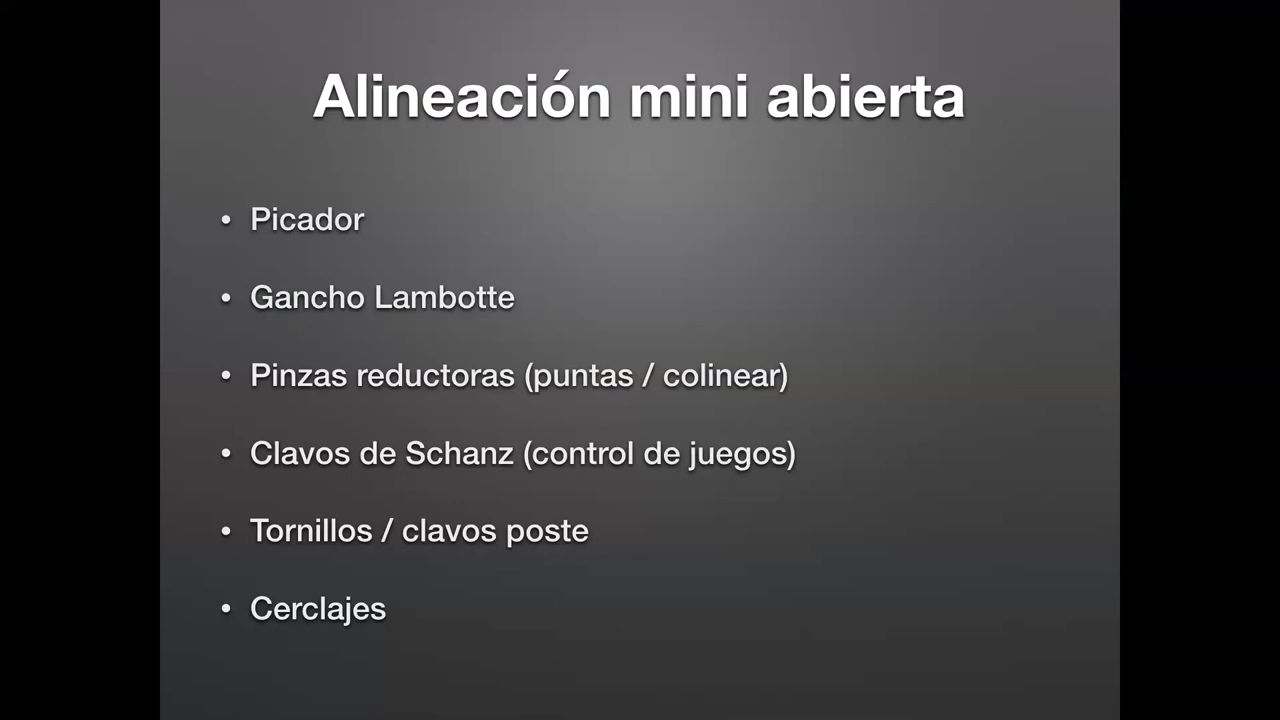 Alineación mini abierta
• Picador
• Gancho Lambotte
• Pinzas reductoras (puntas / colinear)
• Clavos de Schanz (control de juegos)
• Tornillos / clavos poste
• Cerclajes